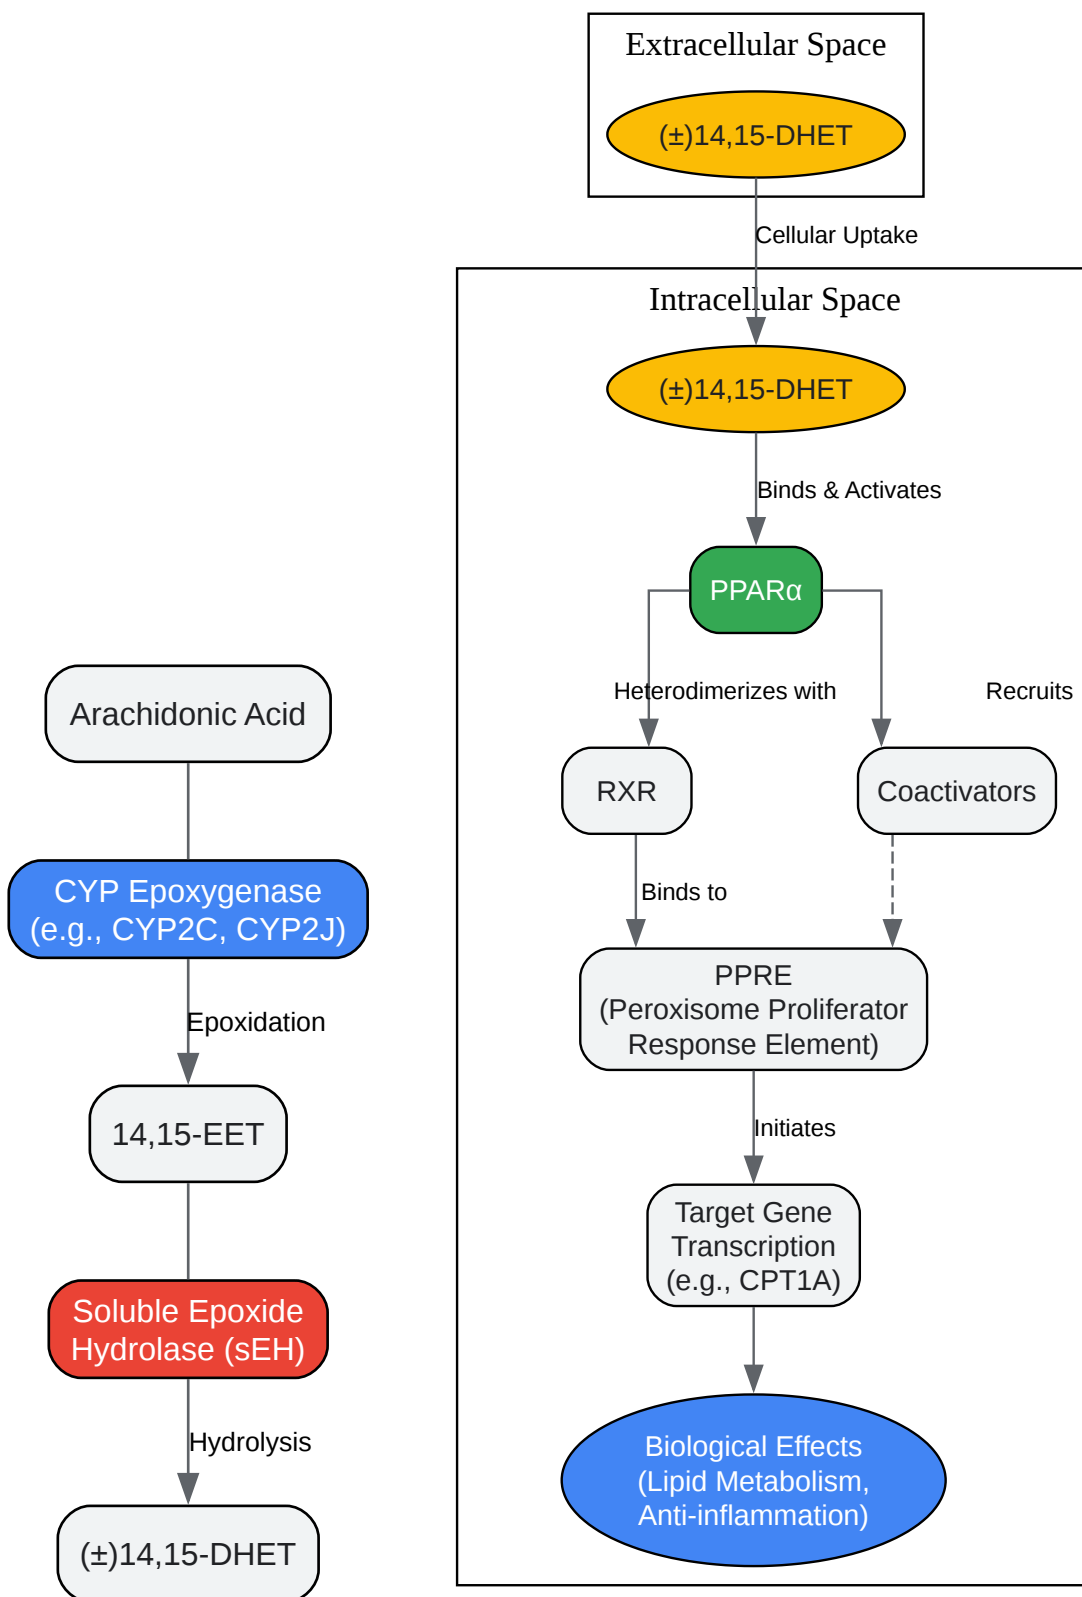 Extracellular Space
(±)14,15-DHET
Cellular Uptake
Intracellular Space
(±)14,15-DHET
Binds & Activates
PPARα
Heterodimerizes with
Recruits
RXR
Coactivators
Binds to
PPRE
(Peroxisome Proliferator
Response Element)
Initiates
Target Gene
Transcription
(e.g., CPT1A)
Biological Effects
(Lipid Metabolism,
Anti-inflammation)
Arachidonic Acid
CYP Epoxygenase
(e.g., CYP2C, CYP2J)
Epoxidation
14,15-EET
Soluble Epoxide
Hydrolase (sEH)
Hydrolysis
(±)14,15-DHET